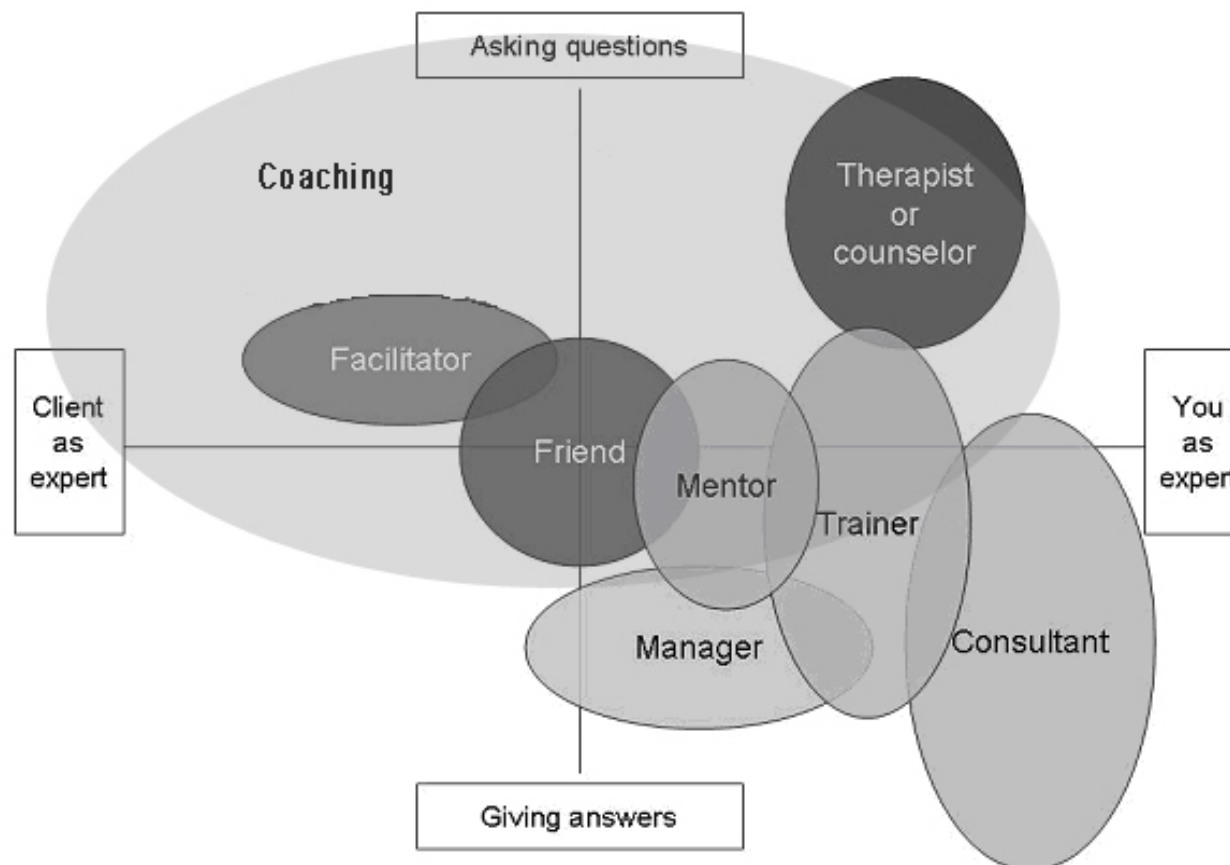 Asking questions
Coaching
Therapist
or
counselor
Facilitator
Client
as
expert
You
as
expert
Friend
Mentor
Trainer
Manager
Consultant
Giving answers